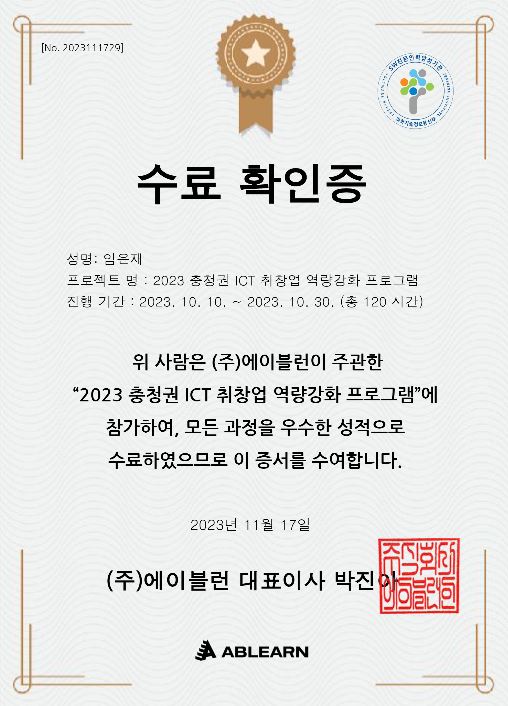 [No. 2023111729]
수료 확인증
성명: 임은재
프로젝트 명 : 2023 충청권 ICT 취창업 역량강화 프로그램
진행 기간 : 2023. 10. 10. ~ 2023. 10. 30. (총 120 시간)
위 사람은 (주)에이블런이 주관한
“2023 충청권 ICT 취창업 역량강화 프로그램”에
참가하여, 모든 과정을 우수한 성적으로
수료하였으므로 이 증서를 수여합니다.
2023년 11월 17일
(주)에이블런 대표이사 박진아
ABLEARN